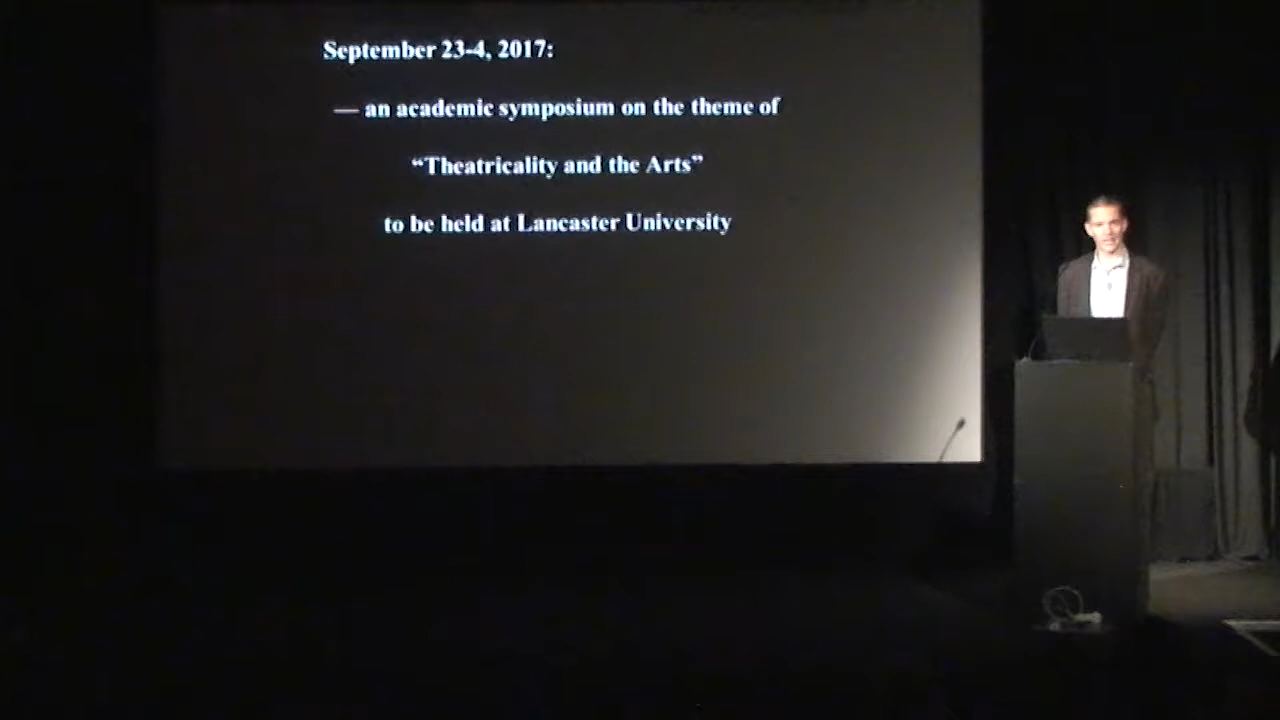 September 23-4, 2017:
— an academic symposium on the theme of
“Theatricality and the Arts”
to be held at Lancaster University